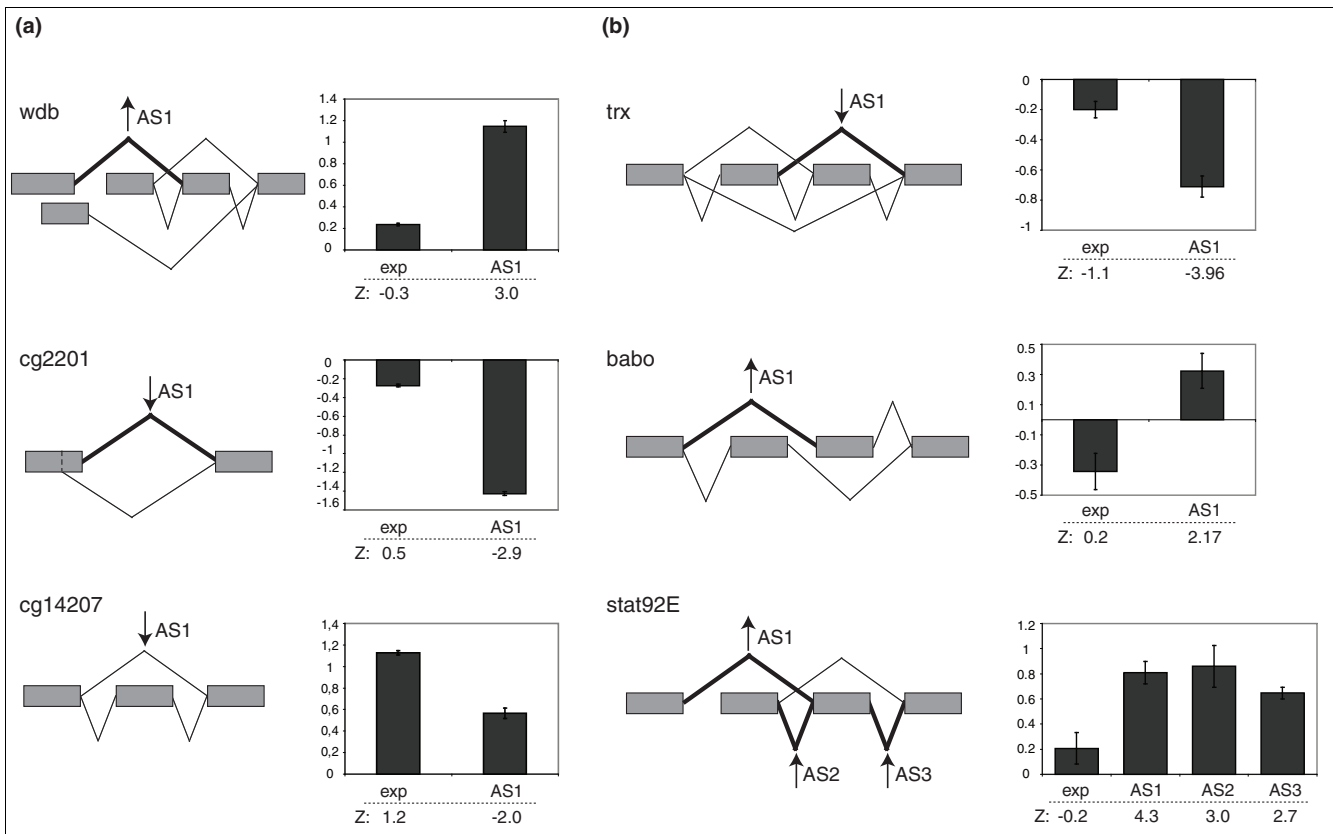 (a)
wdb
AS1
1.4
1.2
1
0.8
0.6
0.4
0.2
0
exp AS1
Z: -0.3 3.0
cg2201
AS1
0
-0.2
-0.4
-0.6
-0.8
-1
-1.2
-1.4
-1.6
exp AS1
Z: 0.5 -2.9
cg14207
AS1
1,4
1,2
1
0,8
0,6
0,4
0,2
0
exp AS1
Z: 1.2 -2.0
(b)
trx
AS1
0
-0.2
-0.4
-0.6
-0.8
-1
exp AS1
Z: -1.1 -3.96
babo
AS1
0.5
0.3
0.1
-0.1
-0.3
-0.5
exp AS1
Z: 0.2 2.17
stat92E
AS1
AS2 AS3
1.2
1
0.8
0.6
0.4
0.2
0
exp AS1 AS2 AS3
Z: -0.2 4.3 3.0 2.7